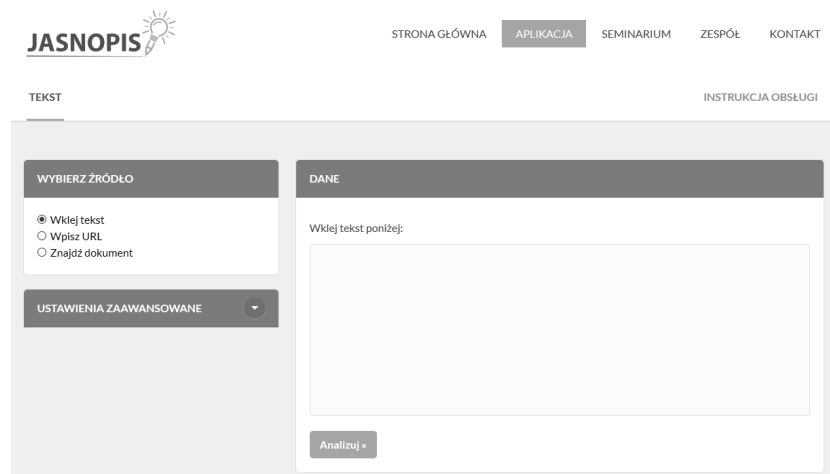 JASNOPIS
STRONA GŁÓWNA APLIKACJA SEMINARIUM ZESPÓŁ KONTAKT
TEKST INSTRUKCJA OBSŁUGI
WYBIERZ ŹRÓDŁO
Wklej tekst
Wpisz URL
Znajdź dokument
USTAWIENIA ZAAWANSOWANE
DANE
Wklej tekst poniżej:
Analizuj »